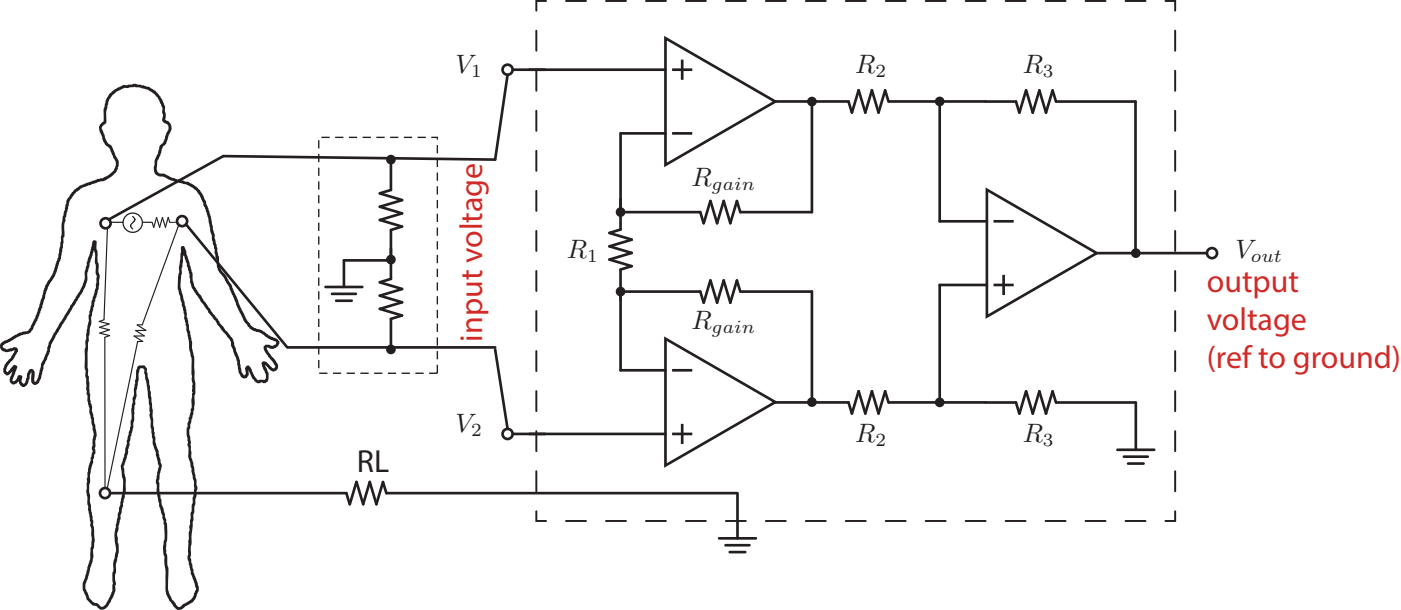 V1
R2
R3
Rgain
input voltage
R1
Vout
output
voltage
(ref to ground)
Rgain
V2
R2
R3
RL